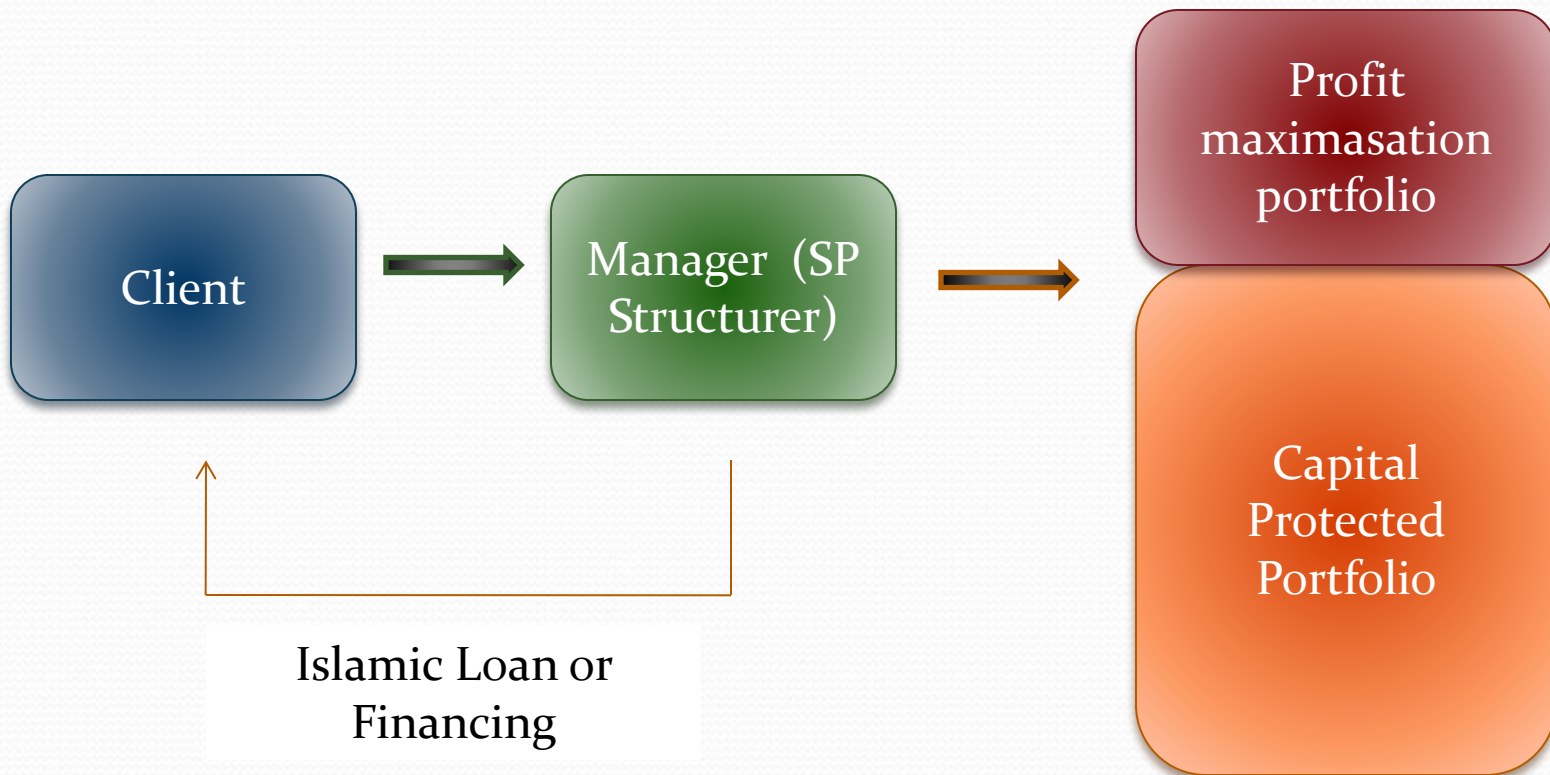 Client
Manager (SP
Structurer)
Profit
maximasation
portfolio
Capital
Protected
Portfolio
Islamic Loan or
Financing